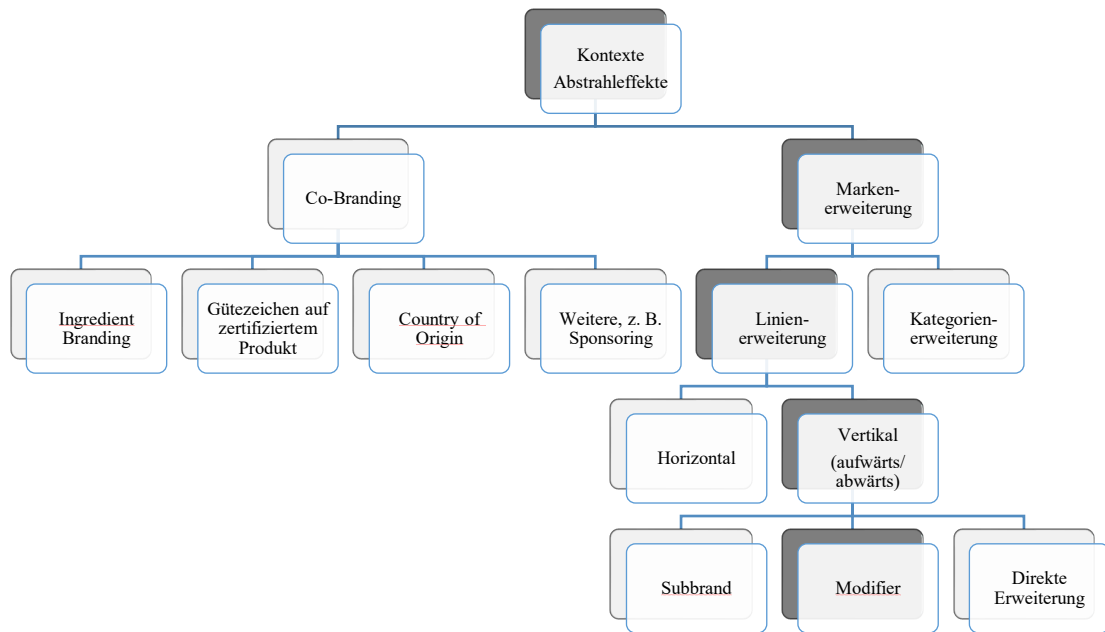 Kontexte
Abstrahleffekte
Co-Branding
Marken-
erweiterung
Ingredient
Branding
Gütezeichen auf
zertifiziertem
Produkt
Country of
Origin
Weitere, z. B.
Sponsoring
Linien-
erweiterung
Kategorien-
erweiterung
Horizontal
Vertikal
(aufwärts/
abwärts)
Subbrand
Modifier
Direkte
Erweiterung